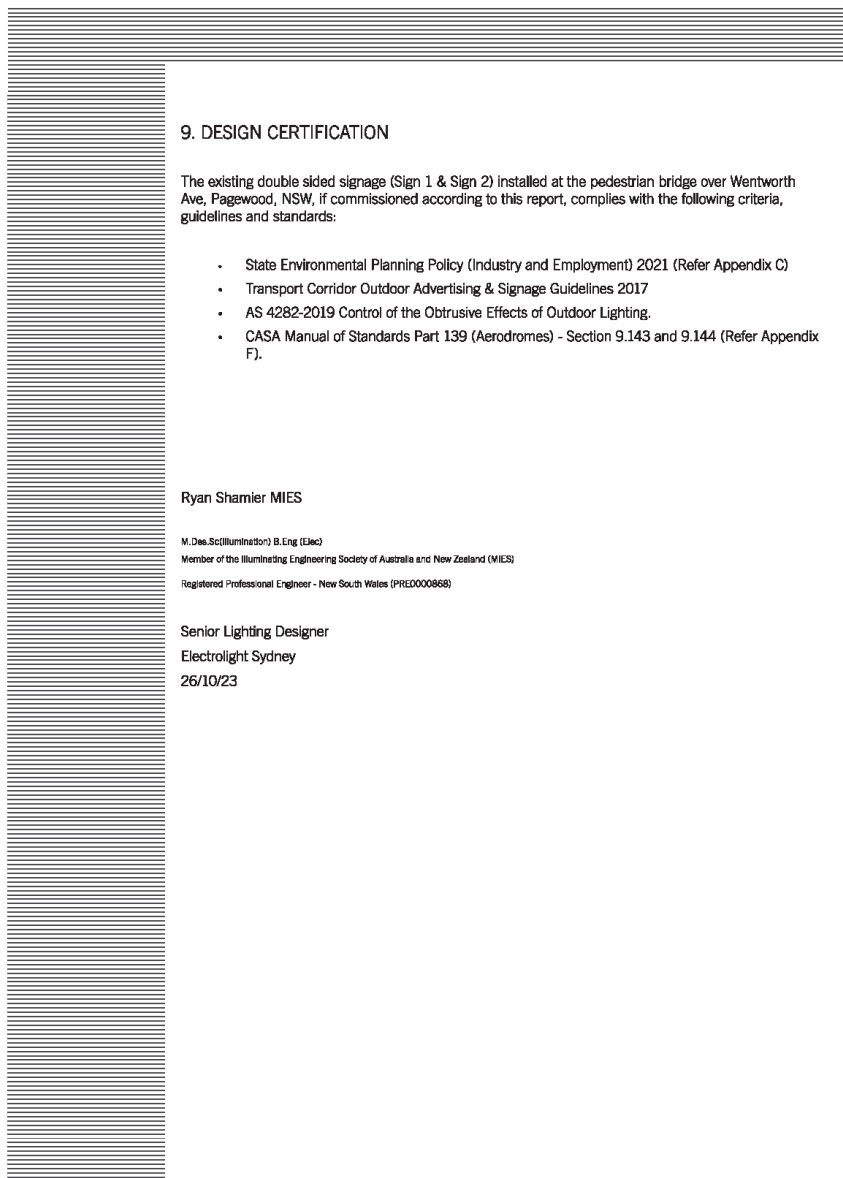 9. DESIGN CERTIFICATION
The existing double sided signage (Sign 1 & Sign 2) installed at the pedestrian bridge over Wentworth
Ave, Pagewood, NSW, if commissioned according to this report, complies with the following criteria,
guidelines and standards:
• State Environmental Planning Policy (Industry and Employment) 2021 (Refer Appendix C)
• Transport Corridor Outdoor Advertising & Signage Guidelines 2017
• AS 4282-2019 Control of the Obtrusive Effects of Outdoor Lighting.
• CASA Manual of Standards Part 139 (Aerodromes) - Section 9.143 and 9.144 (Refer Appendix
F).
Ryan Shamier MIES
M.Des.Sc(Illumination) B.Eng (Elec)
Member of the Illuminating Engineering Society of Australia and New Zealand (MIES)
Registered Professional Engineer - New South Wales (PRE0000868)
Senior Lighting Designer
Electrolight Sydney
26/10/23